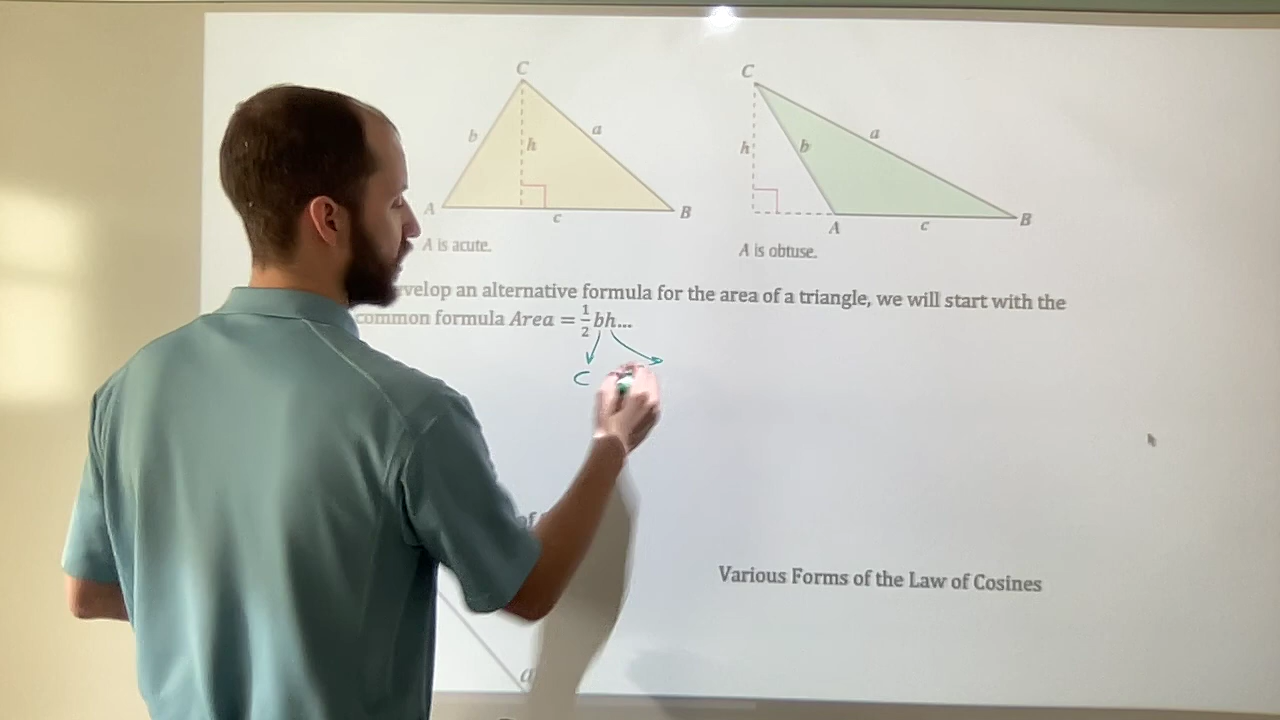 C
C
b
h
a
h
b
a
A
c
B
A
c
B
A is acute.
A is obtuse.
an alternative formula for the area of a triangle, we will start with the
common formula Area = 1/2 bh...
C
of
Various Forms of the Law of Cosines
a